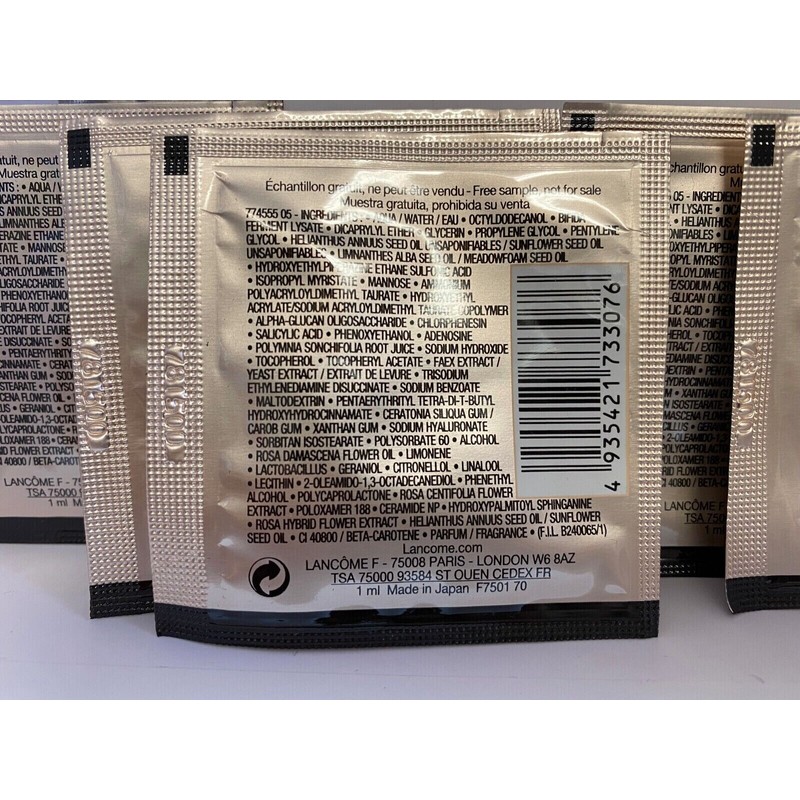 Échantillon gratuit, ne peut être vendu - Free sample, not for sale
Muestra gratuita, prohibida su venta
774555 05 - INGREDIENTS : • AQUA / WATER / EAU • OCTYLDODECANOL • BIFIDA
FERMENT LYSATE • DICAPRYLYL ETHER • GLYCERIN • PROPYLENE GLYCOL • PENTYLENE
GLYCOL • HELIANTHUS ANNUUS SEED OIL UNSAPONIFIABLES / SUNFLOWER SEED OIL
UNSAPONIFIABLES • LIMNANTHES ALBA SEED OIL / MEADOWFOAM SEED OIL
• HYDROXYETHYLPIPERAZINE ETHANE SULFONIC ACID
• ISOPROPYL MYRISTATE • MANNOSE • AMMONIUM
POLYACRYLOYLDIMETHYL TAURATE • HYDROXYETHYL
ACRYLATE/SODIUM ACRYLOYLDIMETHYL TAURATE COPOLYMER
• ALPHA-GLUCAN OLIGOSACCHARIDE • CHLORPHENESIN
• SALICYLIC ACID • PHENOXYETHANOL • ADENOSINE
• POLYMNIA SONCHIFOLIA ROOT JUICE • SODIUM HYDROXIDE
• TOCOPHEROL • TOCOPHERYL ACETATE • FAEX EXTRACT /
YEAST EXTRACT / EXTRAIT DE LEVURE • TRISODIUM
ETHYLENEDIAMINE DISUCCINATE • SODIUM BENZOATE
• MALTODEXTRIN • PENTAERYTHRITYL TETRA-DI-T-BUTYL
HYDROXYHYDROCINNAMATE • CERATONIA SILIQUA GUM /
CAROB GUM • XANTHAN GUM • SODIUM HYALURONATE
• SORBITAN ISOSTEARATE • POLYSORBATE 60 • ALCOHOL
• ROSA DAMASCENA FLOWER OIL • LIMONENE
• LACTOBACILLUS • GERANIOL • CITRONELLOL • LINALOOL
• LECITHIN • 2-OLEAMIDO-1,3-OCTADECANEDIOL • PHENETHYL
ALCOHOL • POLYCAPROLACTONE • ROSA CENTIFOLIA FLOWER
EXTRACT • POLOXAMER 188 • CERAMIDE NP • HYDROXYPALMITOYL SPHINGANINE
• ROSA HYBRID FLOWER EXTRACT • HELIANTHUS ANNUUS SEED OIL / SUNFLOWER
SEED OIL • CI 40800 / BETA-CAROTENE • PARFUM / FRAGRANCE • (F.I.L. B240065/1)
Lancome.com
LANCÔME F - 75008 PARIS - LONDON W6 8AZ
TSA 75000 93584 ST OUEN CEDEX FR
1 ml Made in Japan F7501 70
4 935421 733076